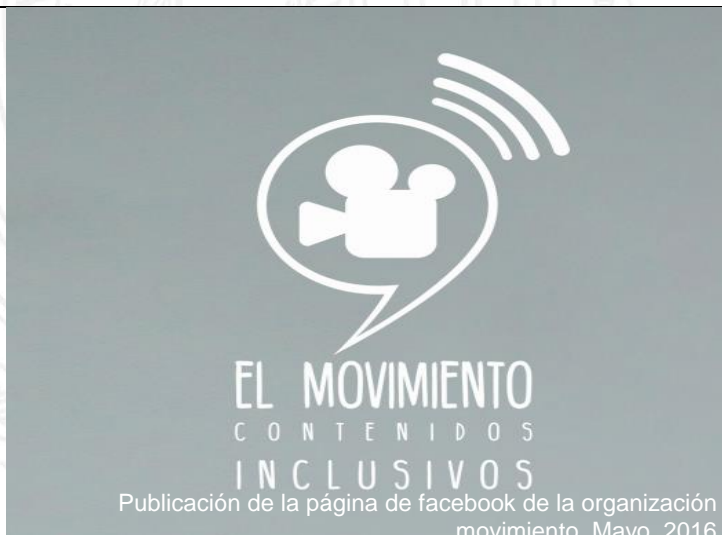 EL MOVIMIENTO
CONTENIDOS
INCLUSIVOS
Publicación de la página de facebook de la organización
movimiento. Mayo, 2016